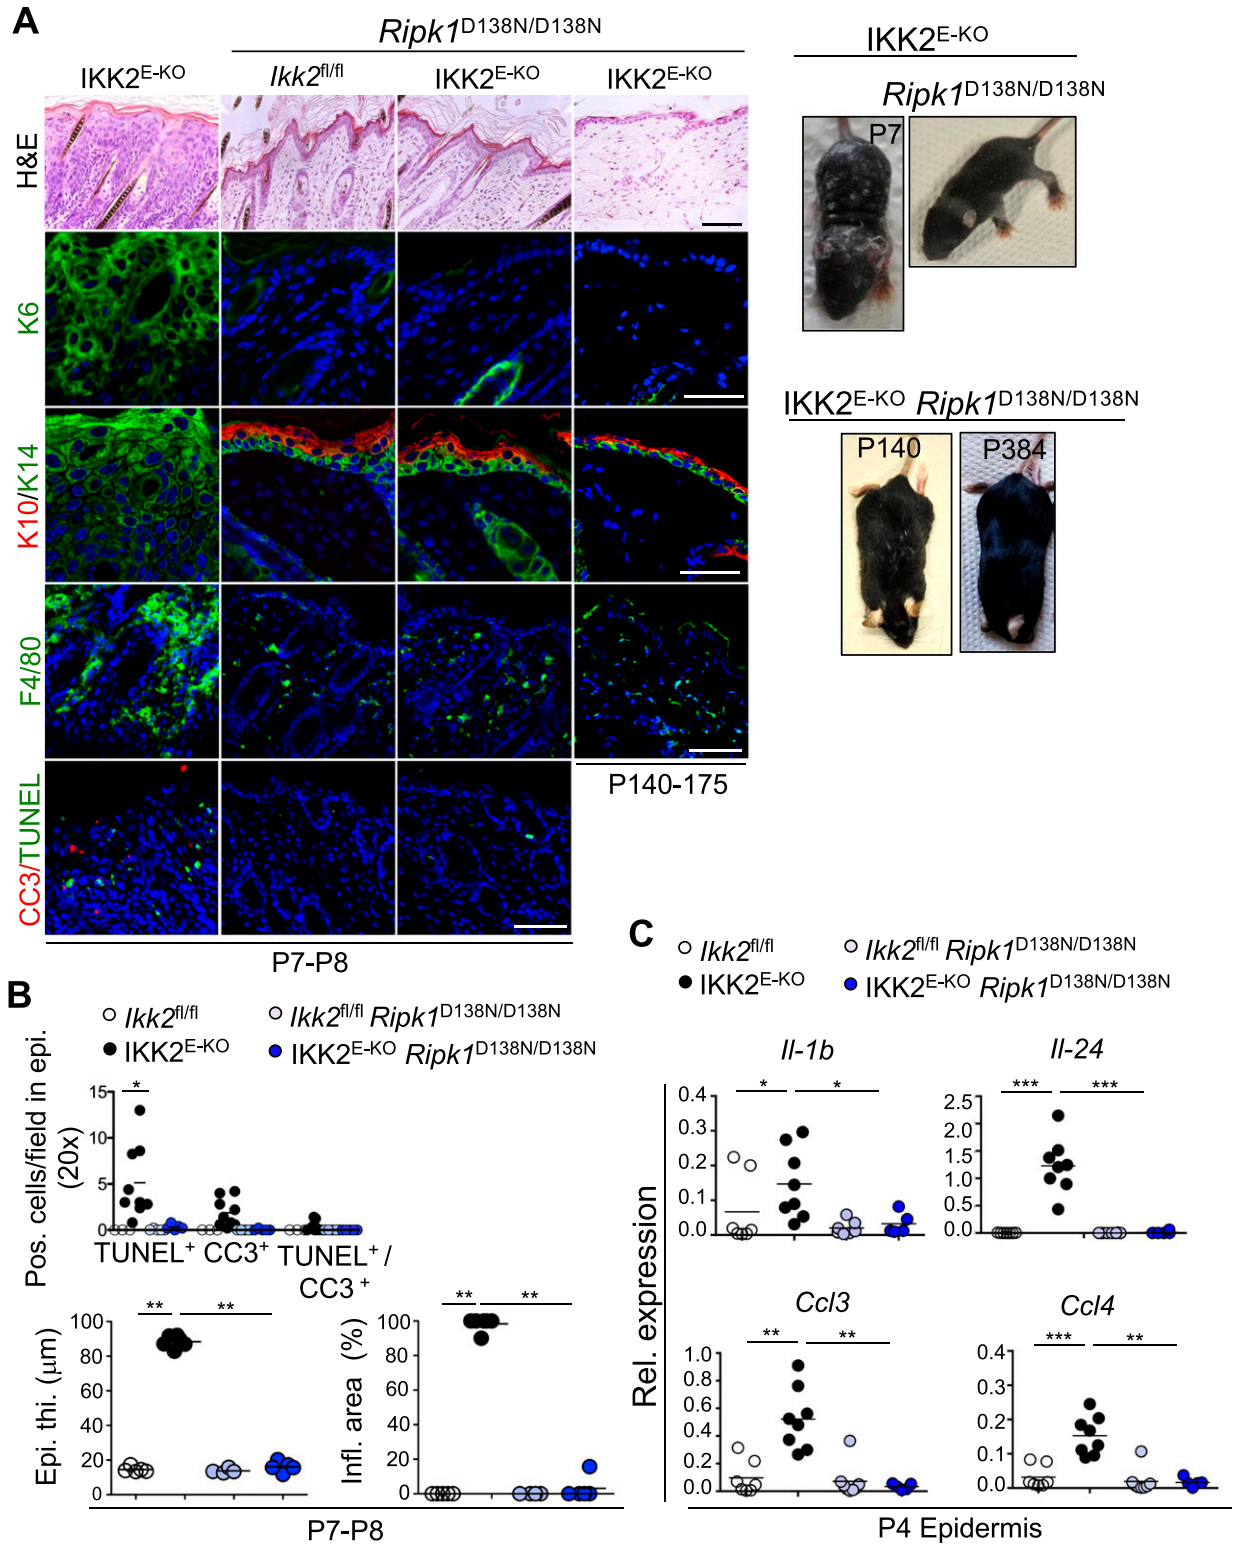 A
Ripk1D138N/D138N
IKK2E-KO
Ikk2fl/fl
IKK2E-KO
IKK2E-KO
H&E
K6
K10/K14
F4/80
CC3/TUNEL
P140-175
P7-P8
IKK2E-KO
Ripk1D138N/D138N
P7
IKK2E-KO Ripk1D138N/D138N
P140
P384
B
Ikk2fl/fl
Ikk2fl/fl Ripk1D138N/D138N
IKK2E-KO
IKK2E-KO Ripk1D138N/D138N
Pos. cells/field in epi.
(20x)
15
10
5
0
*
TUNEL+
CC3+
TUNEL+/
CC3+
Epi. thi. (μm)
100
80
60
40
20
0
**
**
Infl. area (%)
100
80
60
40
20
0
**
**
P7-P8
C
Ikk2fl/fl
Ikk2fl/fl Ripk1D138N/D138N
IKK2E-KO
IKK2E-KO Ripk1D138N/D138N
Rel. expression
Il-1b
0.4
0.3
0.2
0.1
0.0
*
*
Il-24
2.5
2.0
1.5
1.0
0.5
0.0
***
***
Ccl3
1.0
0.8
0.6
0.4
0.2
0.0
**
**
Ccl4
0.4
0.3
0.2
0.1
0.0
***
**
P4 Epidermis